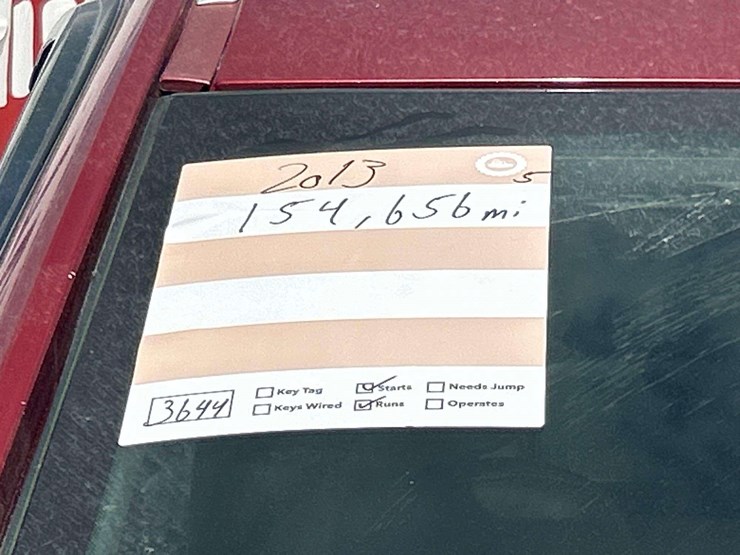 2013
5
154,656mi
Key Tag Starts Needs Jump
3644 Keys Wired Runs Operates